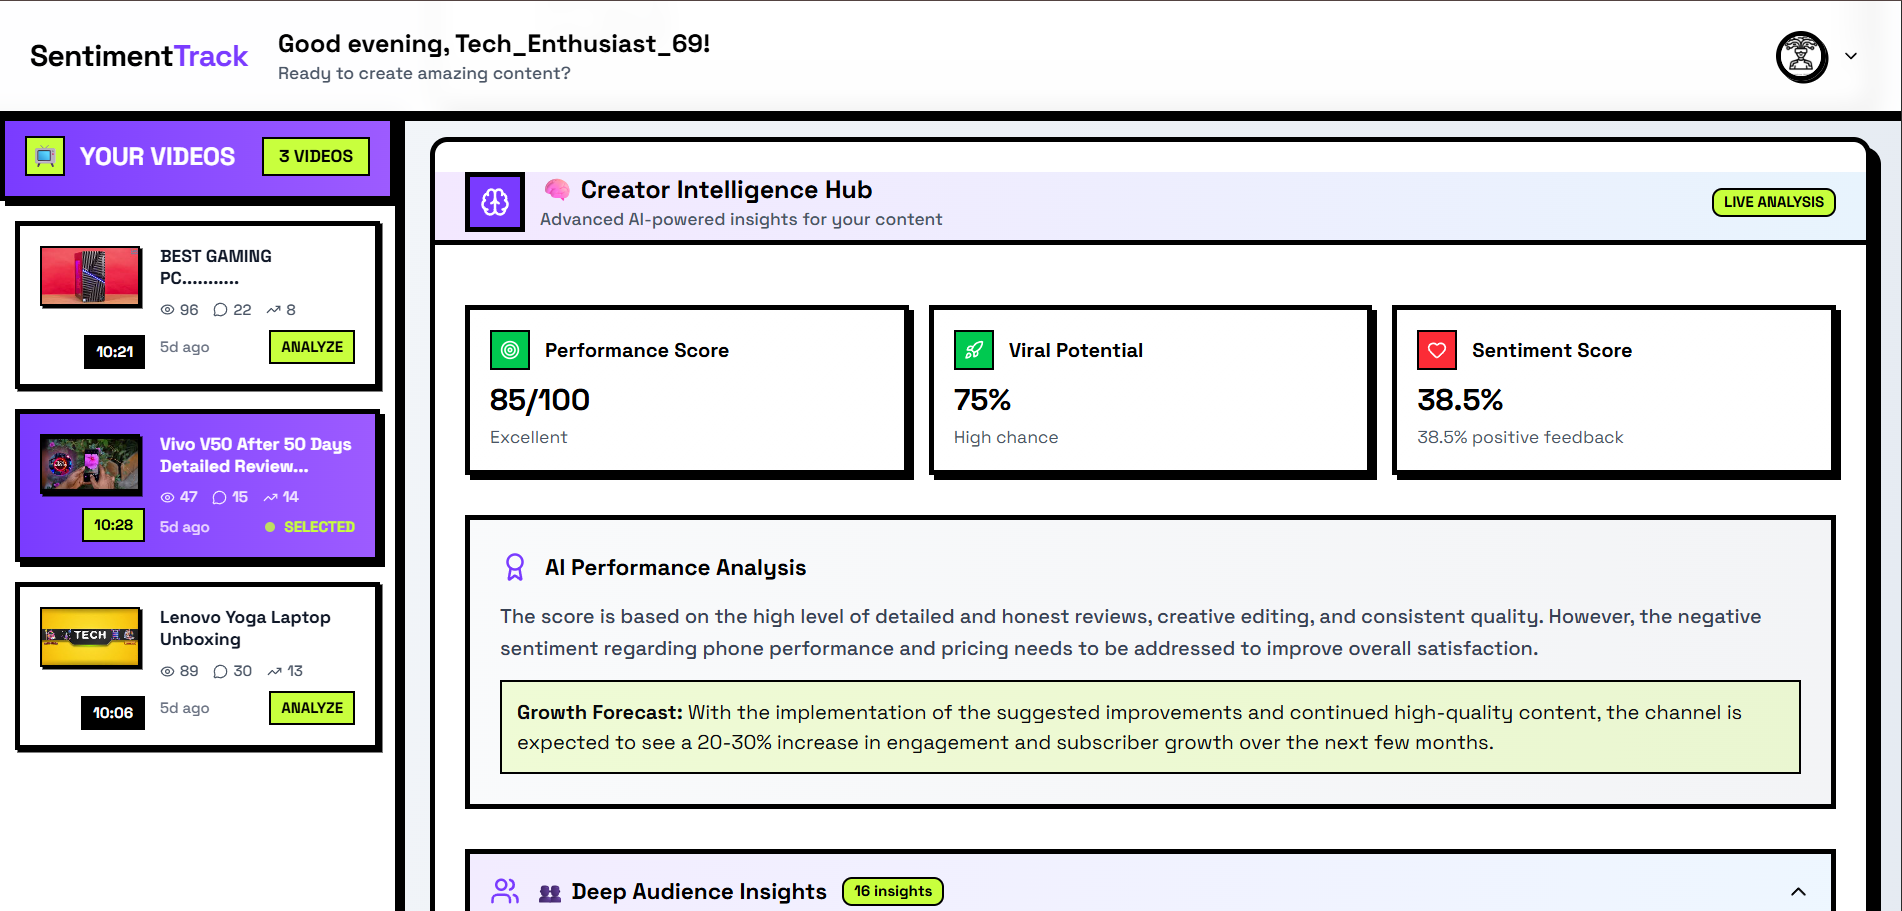 SentimentTrack
Good evening, Tech_Enthusiast_69!
Ready to create amazing content?
YOUR VIDEOS
3 VIDEOS
BEST GAMING
PC...........
96 22 8
10:21
5d ago
ANALYZE
Vivo V50 After 50 Days
Detailed Review...
47 15 14
10:28
5d ago
SELECTED
TECH
Lenovo Yoga Laptop
Unboxing
89 30 13
10:06
5d ago
ANALYZE
Creator Intelligence Hub
Advanced AI-powered insights for your content
LIVE ANALYSIS
Performance Score
85/100
Excellent
Viral Potential
75%
High chance
Sentiment Score
38.5%
38.5% positive feedback
AI Performance Analysis
The score is based on the high level of detailed and honest reviews, creative editing, and consistent quality. However, the negative
sentiment regarding phone performance and pricing needs to be addressed to improve overall satisfaction.
Growth Forecast: With the implementation of the suggested improvements and continued high-quality content, the channel is
expected to see a 20-30% increase in engagement and subscriber growth over the next few months.
Deep Audience Insights
16 insights